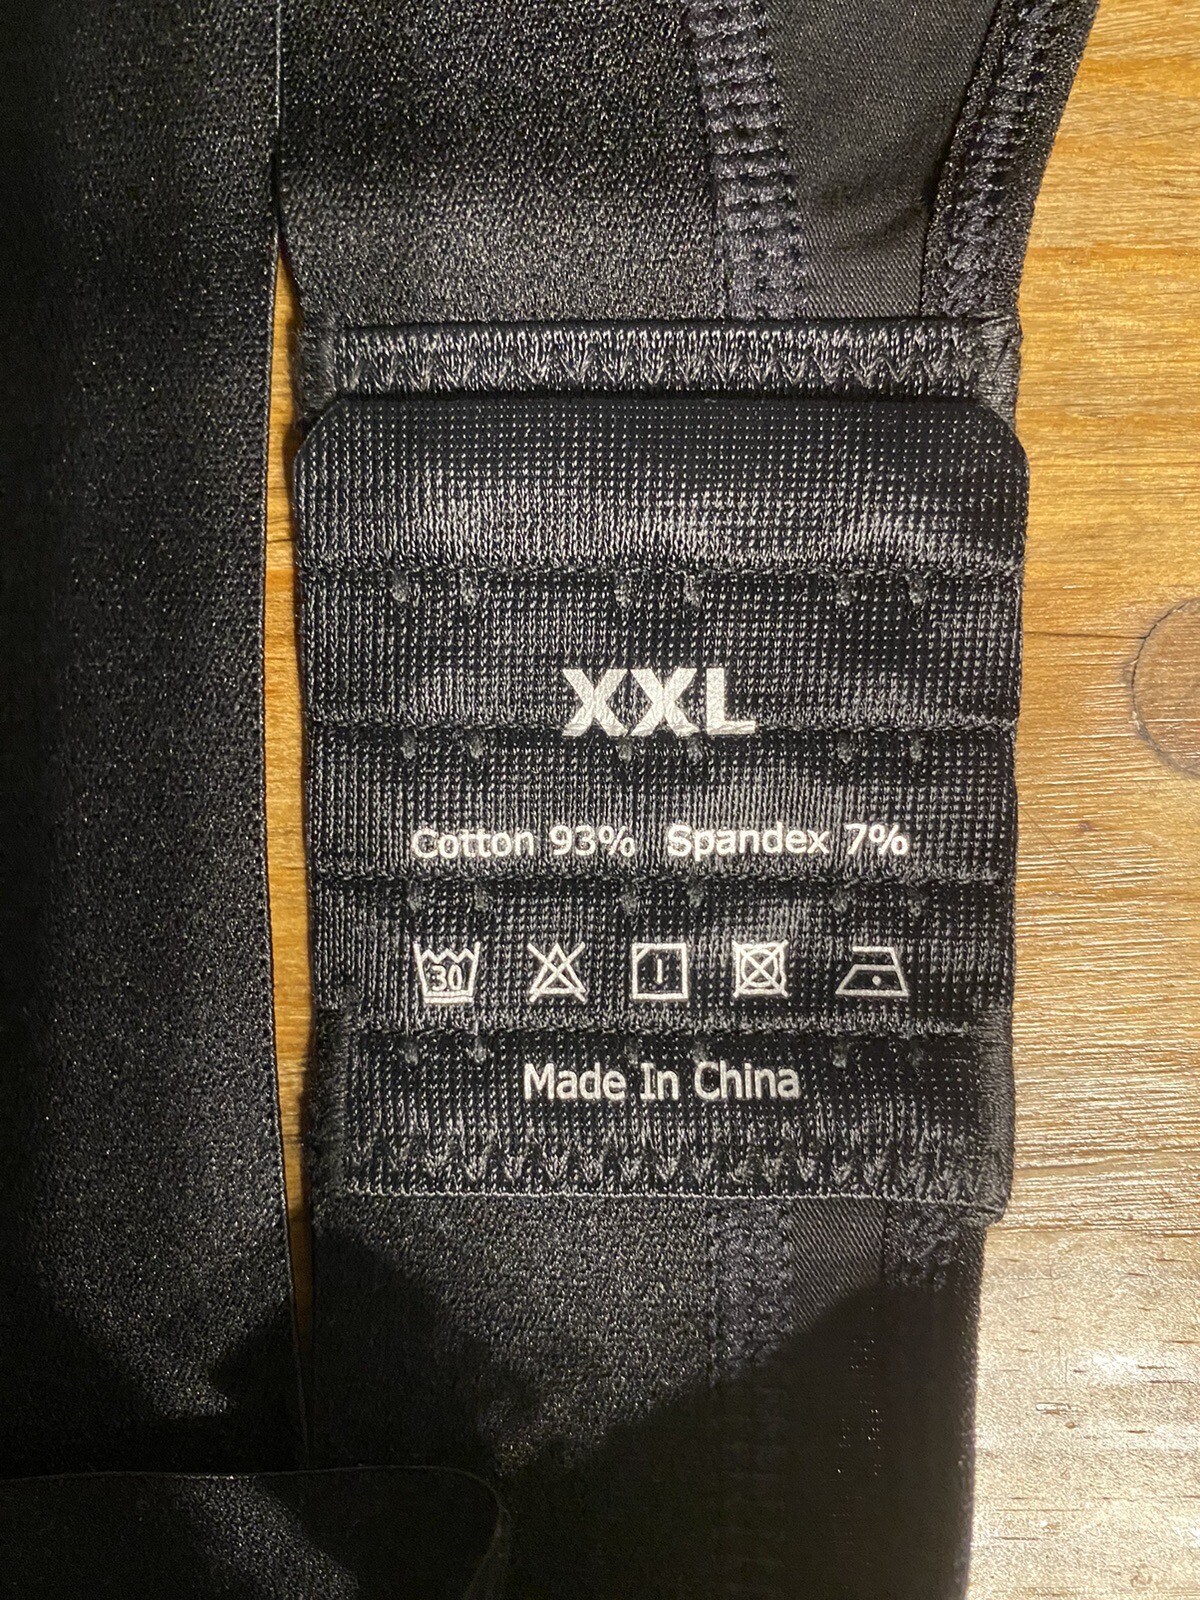 XXL
Cotton 93% Spandex 7%
30
Made In China